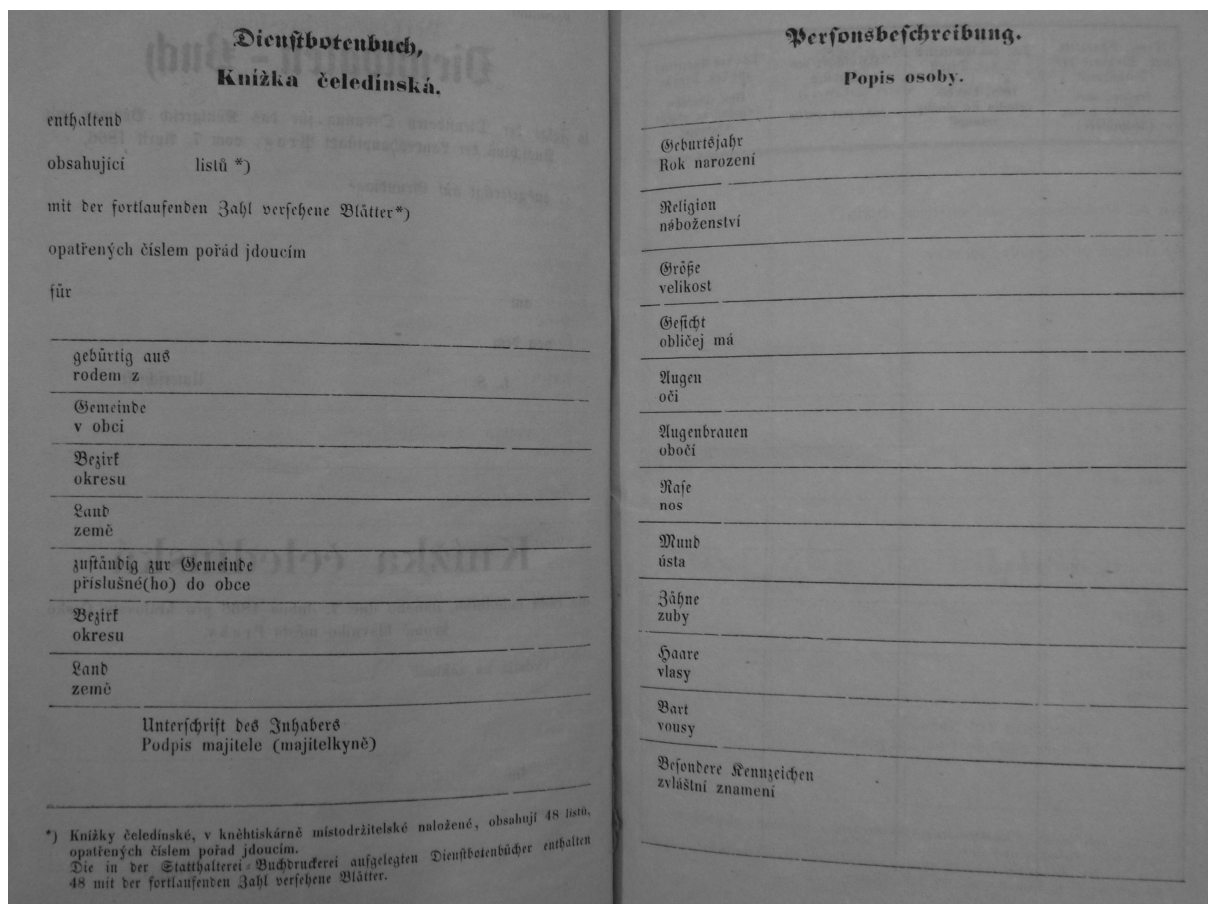 Dienstbotenbuch,
Knížka čeledinská.
enthaltend
obsahující listů *)
mit der fortlaufenden Zahl versehene Blätter*)
opatřených číslem pořád jdoucím
für
gebürtig aus
rodem z
Gemeinde
v obci
Bezirk
okresu
Land
země
zuständig zur Gemeinde
příslušné(ho) do obce
Bezirk
okresu
Land
země
Unterschrift des Inhabers
Podpis majitele (majitelkyně)
*) Knížky čeledínské, v kněhtiskárně místodržitelské naložené, obsahují 48 listů,
opatřených číslem pořad jdoucím.
Die in der Statthalterei-Buchdruckerei aufgelegten Dienstbotenbücher enthalten
48 mit der fortlaufenden Zahl versehene Blätter.
Personsbeschreibung.
Popis osoby.
Geburtsjahr
Rok narození
Religion
náboženství
Größe
velikost
Gesicht
obličej má
Augen
oči
Augenbrauen
obočí
Nase
nos
Mund
ústa
Zähne
zuby
Haare
vlasy
Bart
vousy
Besondere Kennzeichen
zvláštní znamení